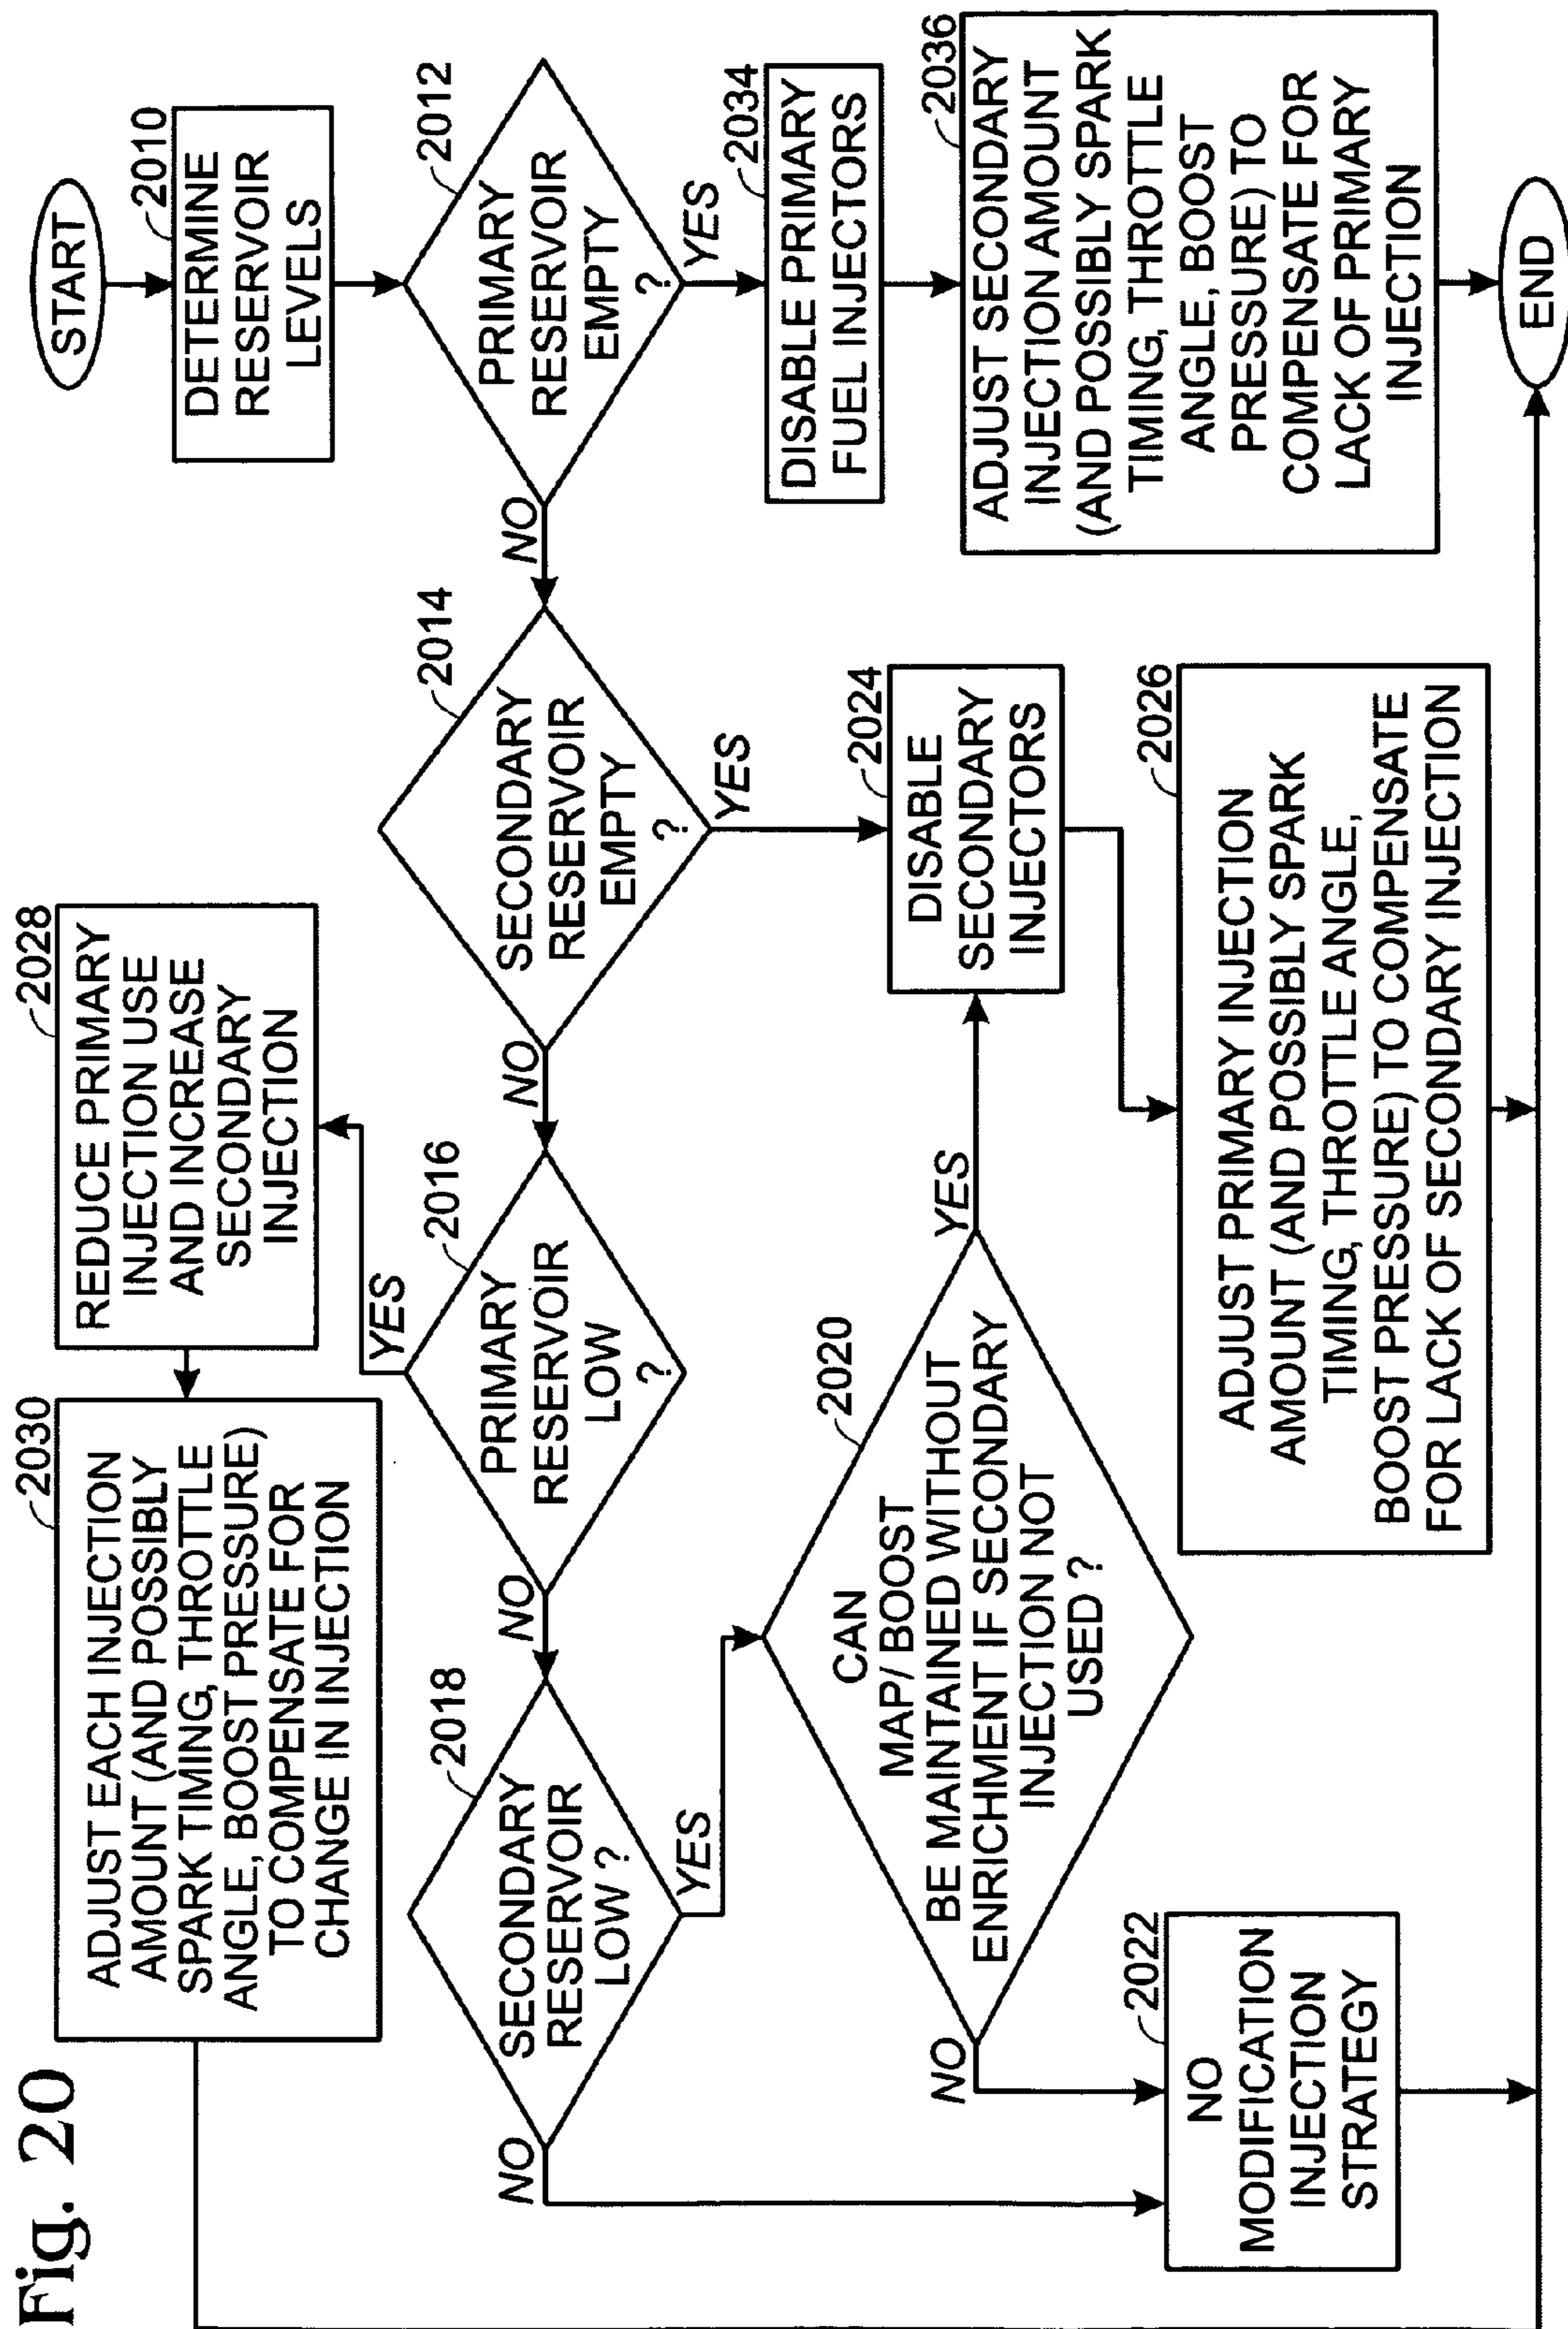 Fig. 20
START
2010
DETERMINE
RESERVOIR
LEVELS
2012
PRIMARY
RESERVOIR
EMPTY
?
YES
NO
2034
DISABLE PRIMARY
FUEL INJECTORS
2036
ADJUST SECONDARY
INJECTION AMOUNT
(AND POSSIBLY SPARK
TIMING, THROTTLE
ANGLE, BOOST
PRESSURE) TO
COMPENSATE FOR
LACK OF PRIMARY
INJECTION
END
2014
SECONDARY
RESERVOIR
EMPTY
?
YES
NO
2024
DISABLE
SECONDARY
INJECTORS
2026
ADJUST PRIMARY INJECTION
AMOUNT (AND POSSIBLY SPARK
TIMING, THROTTLE ANGLE,
BOOST PRESSURE) TO COMPENSATE
FOR LACK OF SECONDARY INJECTION
2016
PRIMARY
RESERVOIR
LOW
?
YES
NO
2028
REDUCE PRIMARY
INJECTION USE
AND INCREASE
SECONDARY
INJECTION
2030
ADJUST EACH INJECTION
AMOUNT (AND POSSIBLY
SPARK TIMING, THROTTLE
ANGLE, BOOST PRESSURE)
TO COMPENSATE FOR
CHANGE IN INJECTION
2018
SECONDARY
RESERVOIR
LOW ?
YES
NO
2020
CAN
MAP/ BOOST
BE MAINTAINED WITHOUT
ENRICHMENT IF SECONDARY
INJECTION NOT
USED ?
YES
NO
2022
NO
MODIFICATION
INJECTION
STRATEGY